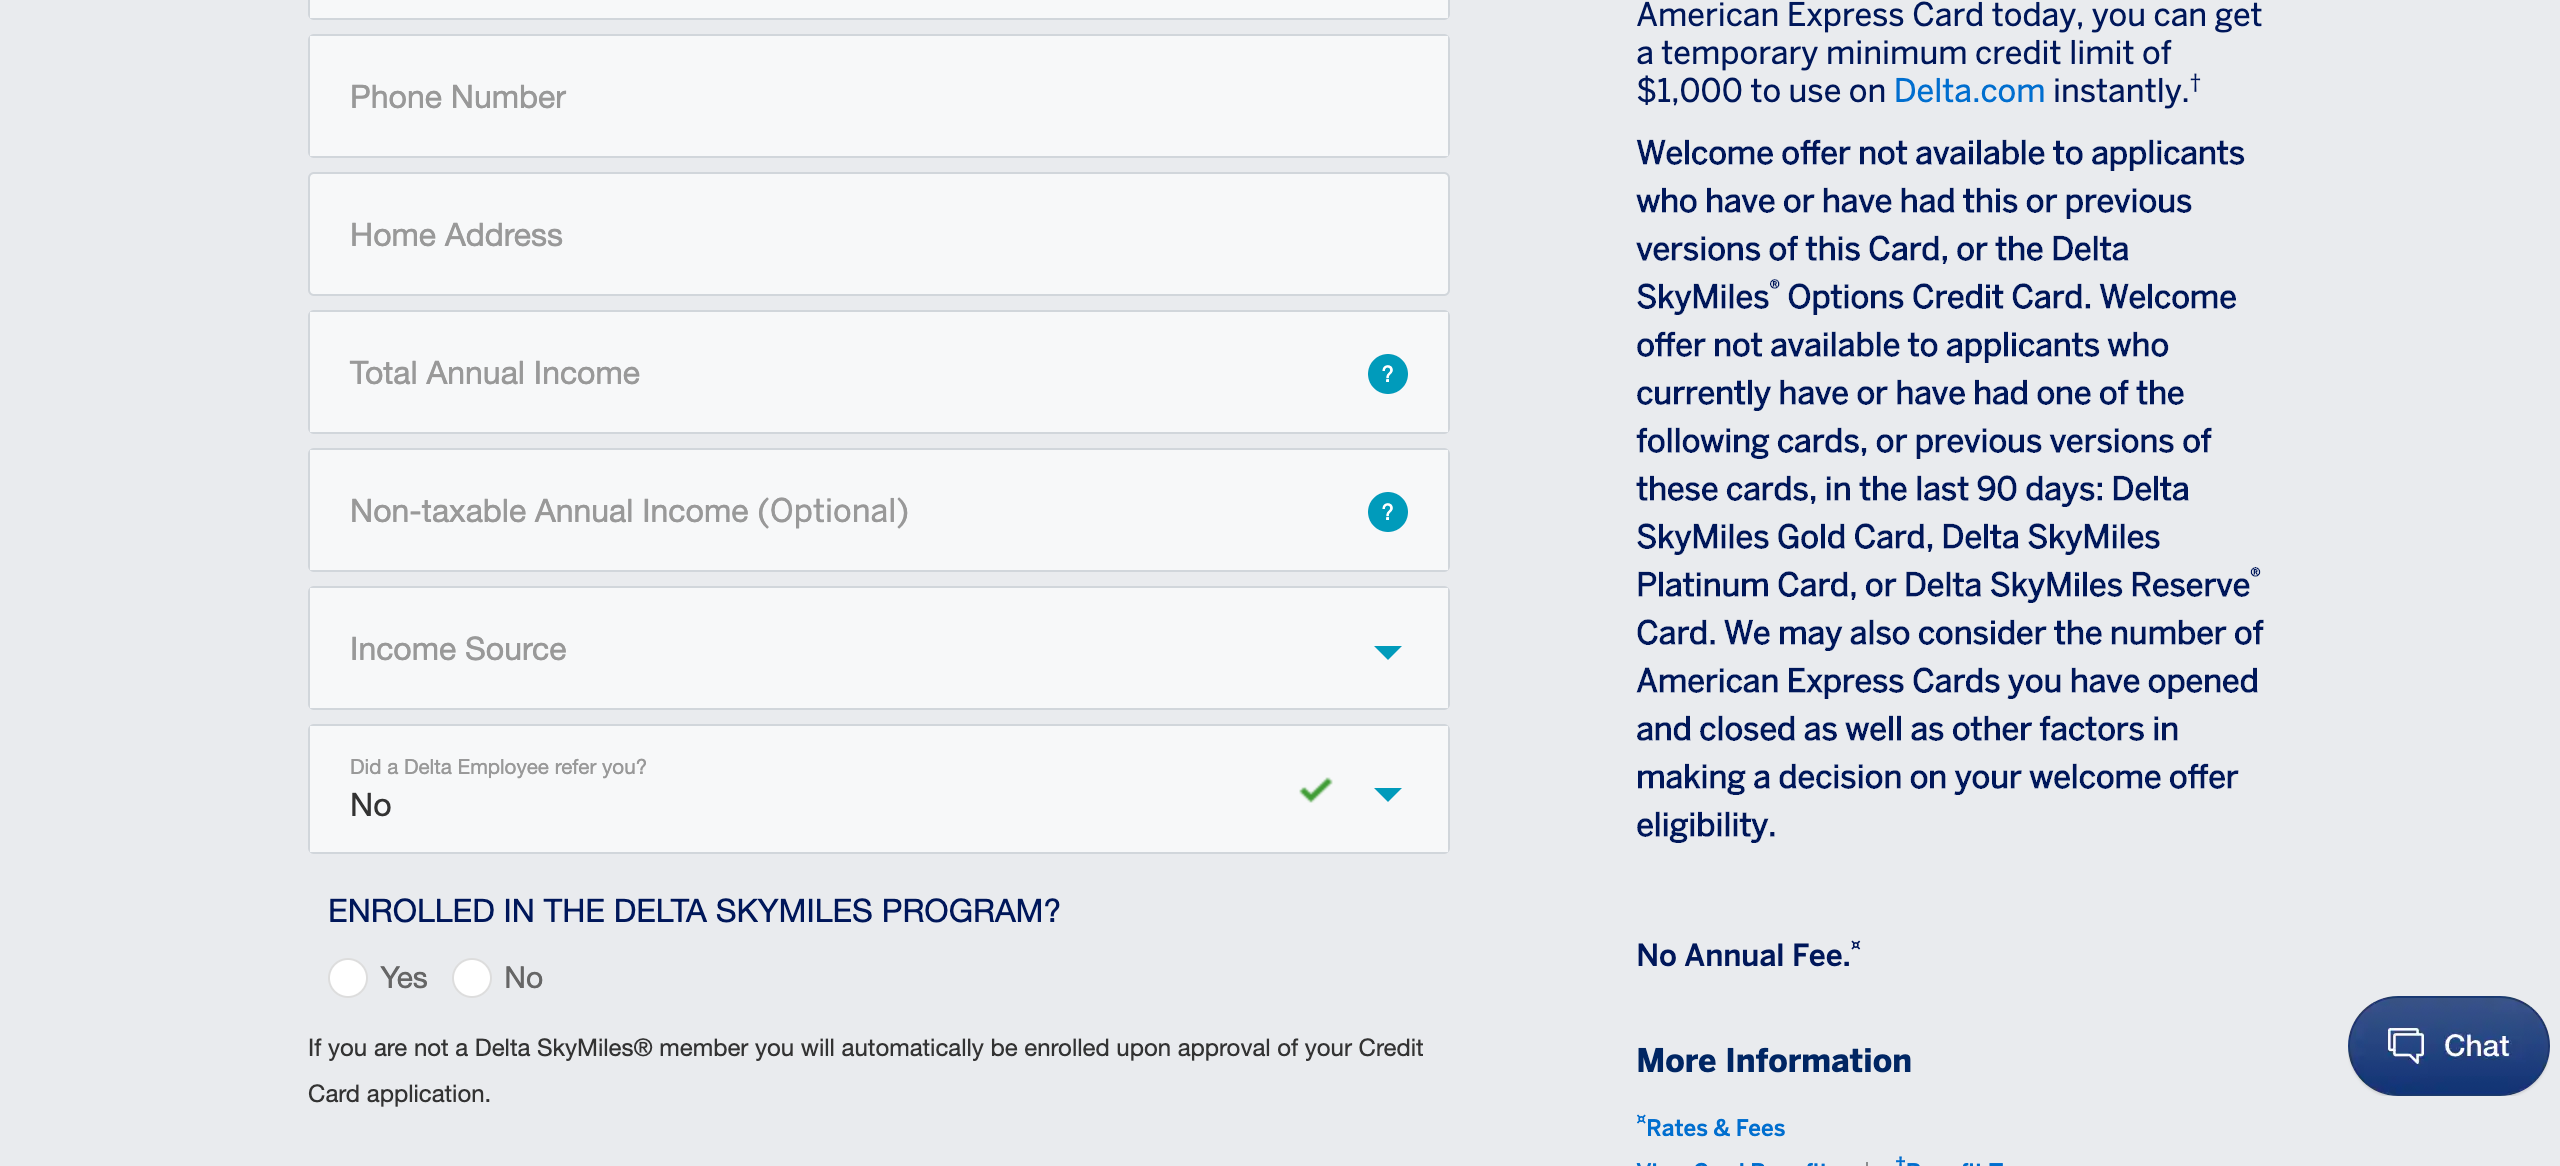 Phone Number
Home Address
Total Annual Income
?
Non-taxable Annual Income (Optional)
?
Income Source
Did a Delta Employee refer you?
No
ENROLLED IN THE DELTA SKYMILES PROGRAM?
Yes No
If you are not a Delta SkyMiles® member you will automatically be enrolled upon approval of your Credit
Card application.
American Express Card today, you can get
a temporary minimum credit limit of
$1,000 to use on Delta.com instantly.†
Welcome offer not available to applicants
who have or have had this or previous
versions of this Card, or the Delta
SkyMiles® Options Credit Card. Welcome
offer not available to applicants who
currently have or have had one of the
following cards, or previous versions of
these cards, in the last 90 days: Delta
SkyMiles Gold Card, Delta SkyMiles
Platinum Card, or Delta SkyMiles Reserve®
Card. We may also consider the number of
American Express Cards you have opened
and closed as well as other factors in
making a decision on your welcome offer
eligibility.
No Annual Fee.¤
More Information
¤Rates & Fees
Chat